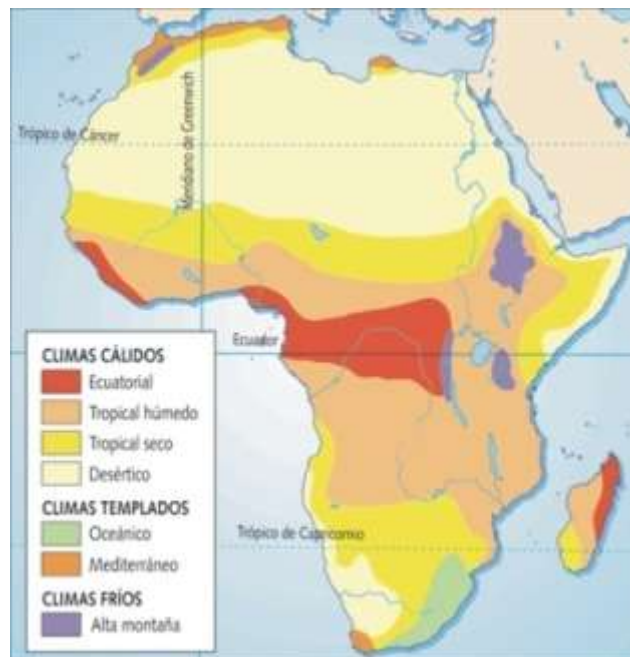 Trópico de Cáncer
Meridiano de Greenwich
Ecuador
CLIMAS CÁLIDOS
Ecuatorial
Tropical húmedo
Tropical seco
Desértico
CLIMAS TEMPLADOS
Oceánico
Mediterráneo
CLIMAS FRÍOS
Alta montaña
Trópico de Capricornio